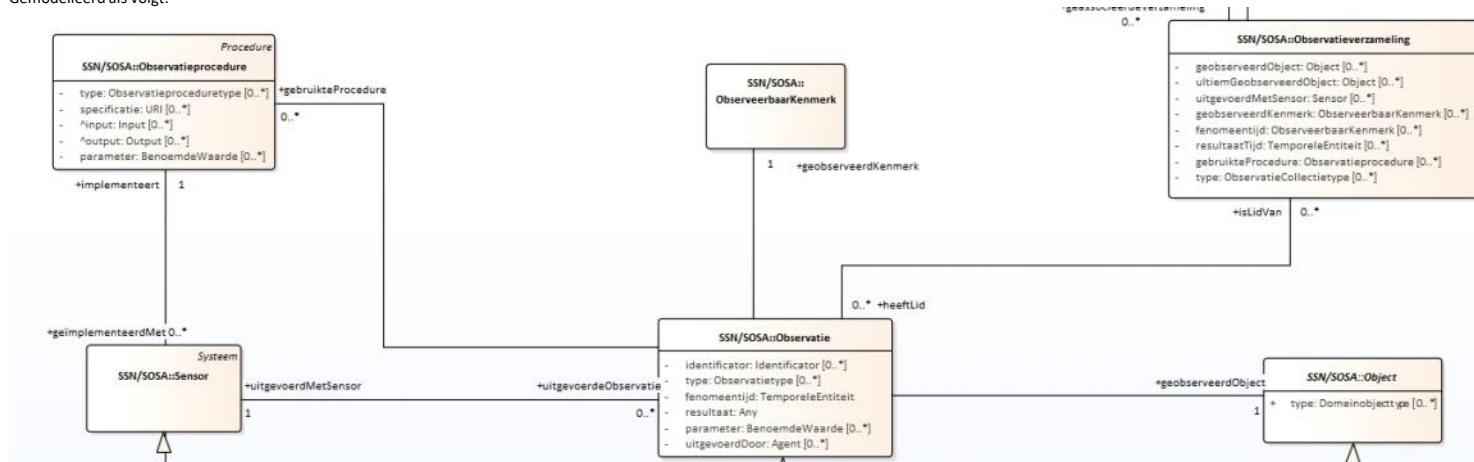 Gemodelleerd als volgt:
+geassocieerdeVerzameling
0..*
Procedure
SSN/SOSA::Observatieprocedure
- type: Observatieproceduretype [0..*]
- specificatie: URI [0..*]
- ^input: Input [0..*]
- ^output: Output [0..*]
- parameter: BenoemdeWaarde [0..*]
+gebruikteProcedure
0..*
SSN/SOSA::
ObserveerbaarKenmerk
SSN/SOSA::Observatieverzameling
- geobserveerdObject: Object [0..*]
- ultiemGeobserveerdObject: Object [0..*]
- uitgevoerdMetSensor: Sensor [0..*]
- geobserveerdKenmerk: ObserveerbaarKenmerk [0..*]
- fenomeentijd: ObserveerbaarKenmerk [0..*]
- resultaatTijd: TemporeleEntiteit [0..*]
- gebruikteProcedure: Observatieprocedure [0..*]
- type: ObservatieCollectietype [0..*]
+implementeert 1
1 +geobserveerdKenmerk
+isLidVan 0..*
0..* +heeftLid
+geïmplementeerdMet 0..*
Systeem
SSN/SOSA::Sensor
+uitgevoerdMetSensor
1
+uitgevoerdeObservatie
0..*
SSN/SOSA::Observatie
- identificator: Identificator [0..*]
- type: Observatietype [0..*]
- fenomeentijd: TemporeleEntiteit
- resultaat: Any
- parameter: BenoemdeWaarde [0..*]
- uitgevoerdDoor: Agent [0..*]
+geobserveerdObject
1
SSN/SOSA::Object
+ type: Domeinobjecttype [0..*]